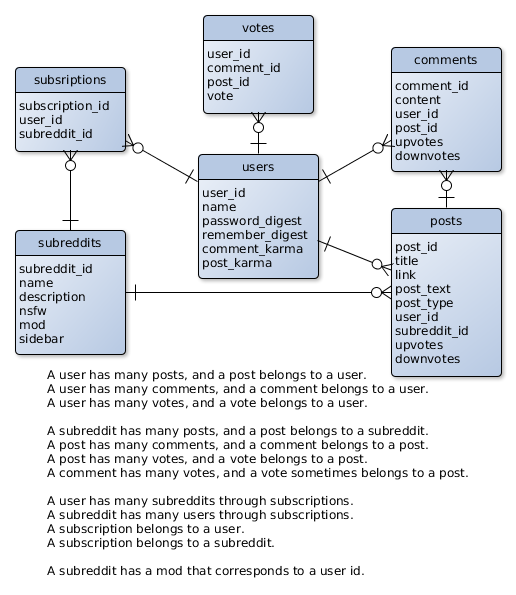 votes
user_id
comment_id
post_id
vote
subsriptions
subscription_id
user_id
subreddit_id
comments
comment_id
content
user_id
post_id
upvotes
downvotes
users
user_id
name
password_digest
remember_digest
comment_karma
post_karma
subreddits
subreddit_id
name
description
nsfw
mod
sidebar
posts
post_id
title
link
post_text
post_type
user_id
subreddit_id
upvotes
downvotes
A user has many posts, and a post belongs to a user.
A user has many comments, and a comment belongs to a user.
A user has many votes, and a vote belongs to a user.
A subreddit has many posts, and a post belongs to a subreddit.
A post has many comments, and a comment belongs to a post.
A post has many votes, and a vote belongs to a post.
A comment has many votes, and a vote sometimes belongs to a post.
A user has many subreddits through subscriptions.
A subreddit has many users through subscriptions.
A subscription belongs to a user.
A subscription belongs to a subreddit.
A subreddit has a mod that corresponds to a user id.